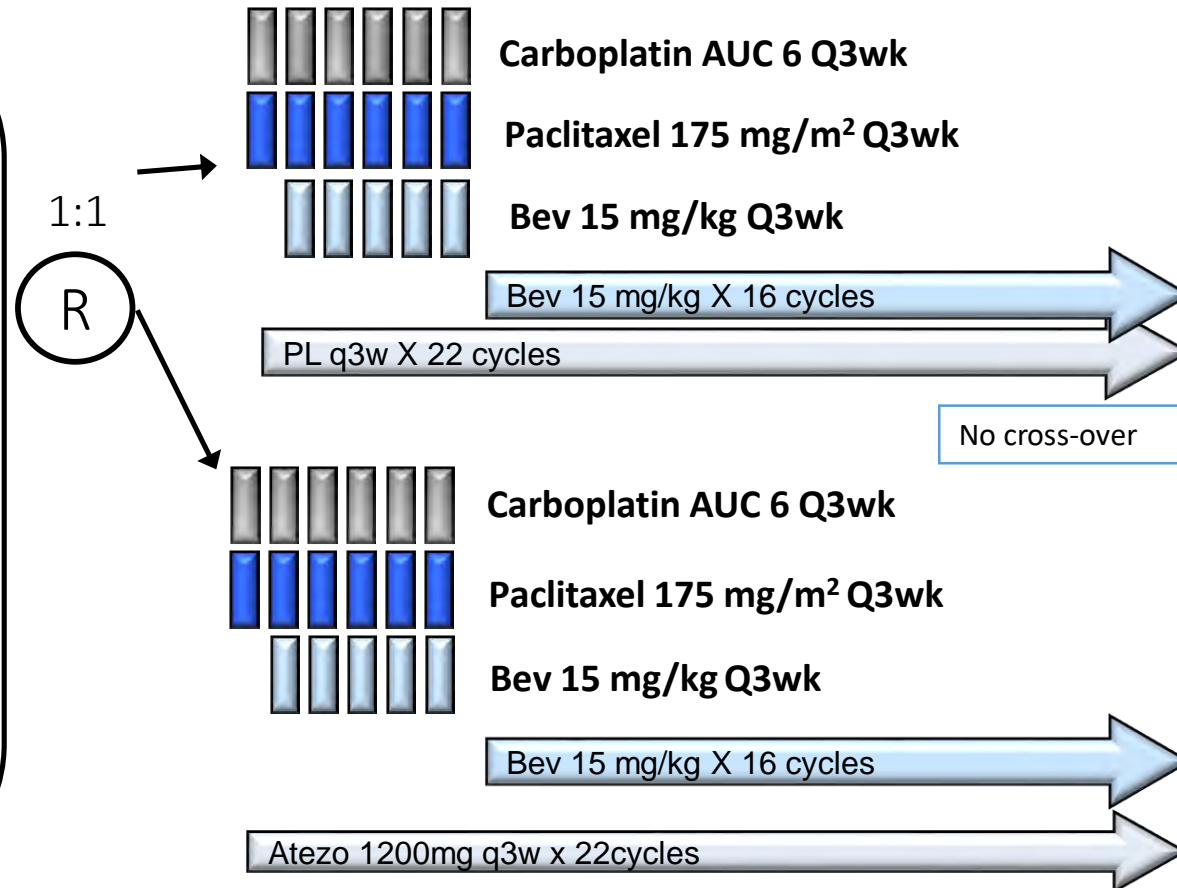 Carboplatin AUC 6 Q3wk
Paclitaxel 175 mg/m² Q3wk
1:1
Bev 15 mg/kg Q3wk
R
Bev 15 mg/kg X 16 cycles
PL q3w X 22 cycles
No cross-over
Carboplatin AUC 6 Q3wk
Paclitaxel 175 mg/m² Q3wk
Bev 15 mg/kg Q3wk
Bev 15 mg/kg X 16 cycles
Atezo 1200mg q3w x 22cycles